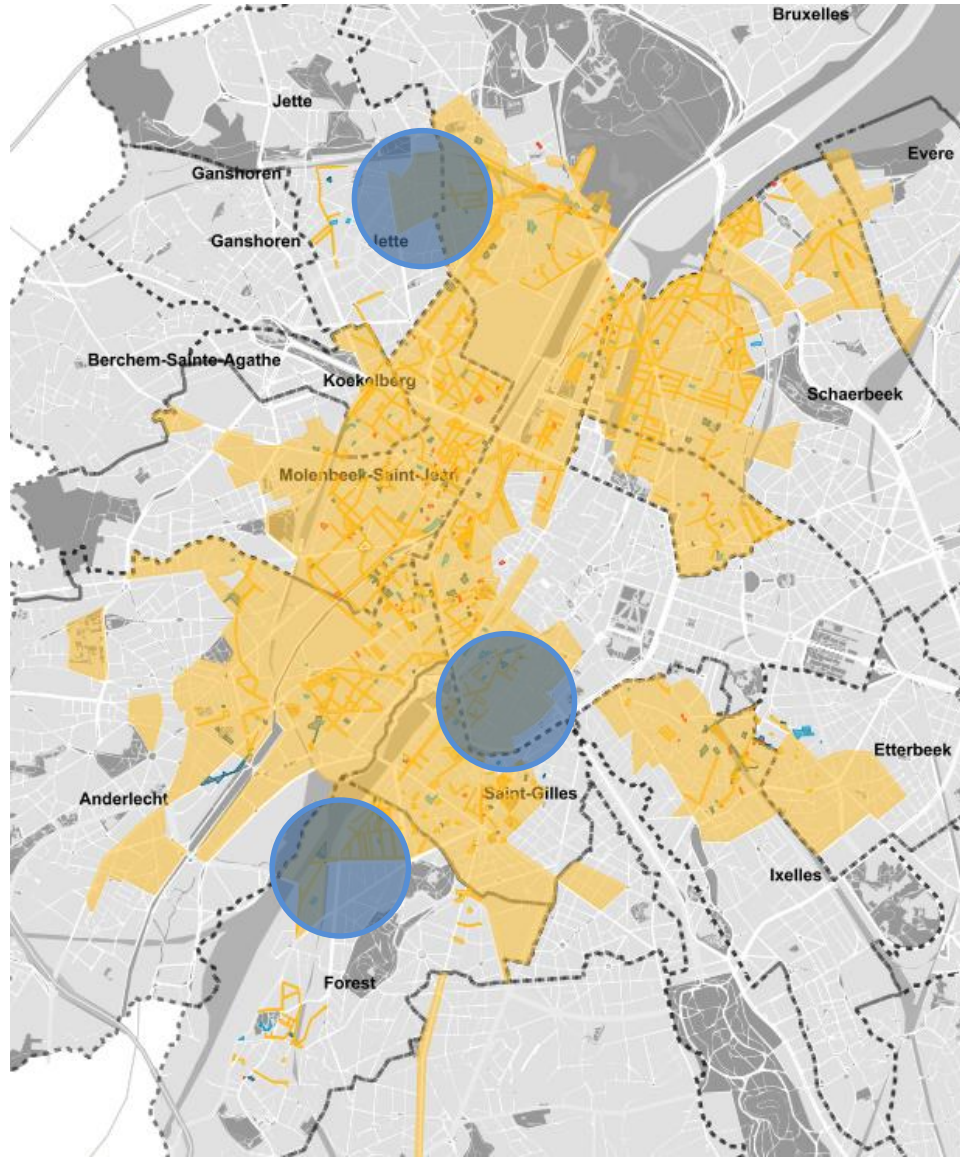 Bruxelles
Jette
Evere
Ganshoren
Ganshoren
Jette
Berchem-Sainte-Agathe
Koekelberg
Schaerbeek
Molenbeek-Saint-Jean
Etterbeek
Anderlecht
Saint-Gilles
Ixelles
Forest